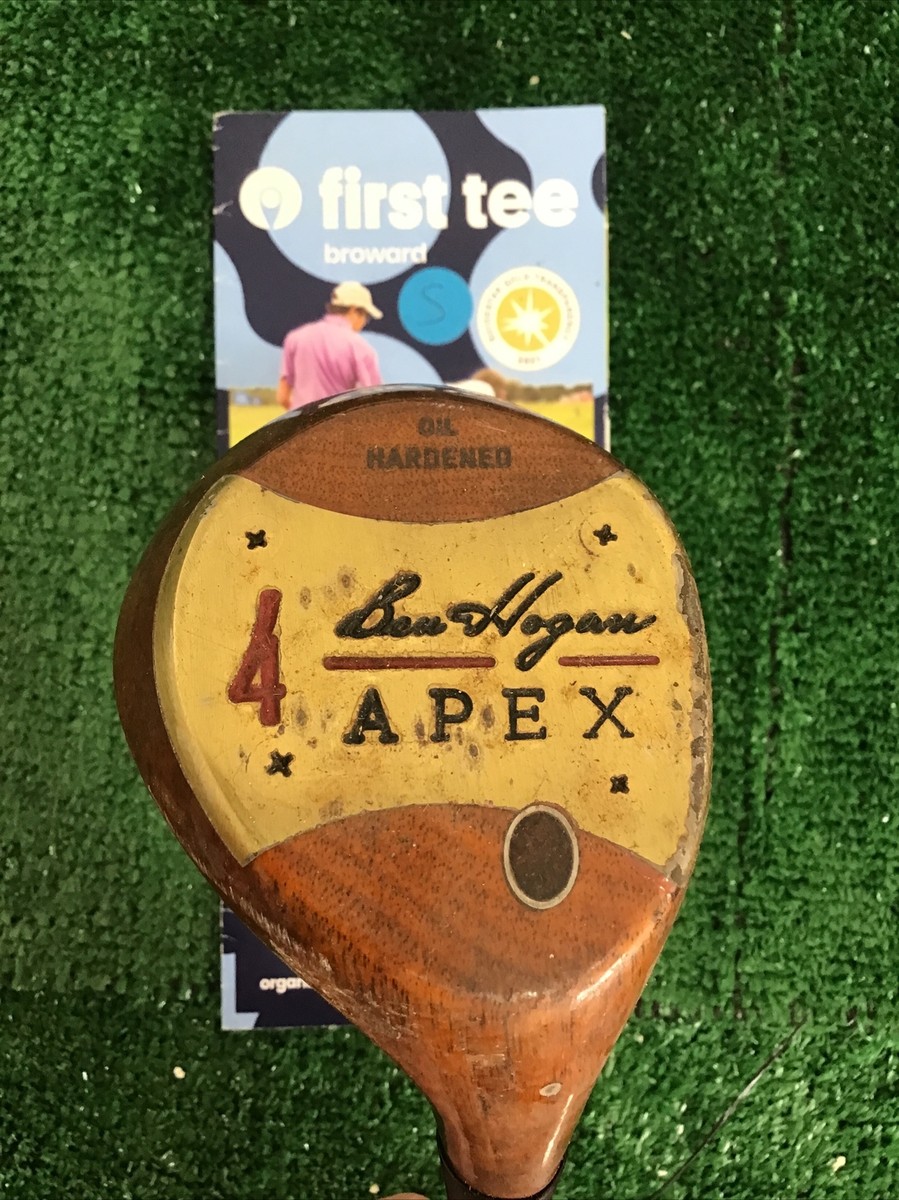 first tee
broward
S
OIL
HARDENED
4
Ben Hogan
APEX
organ